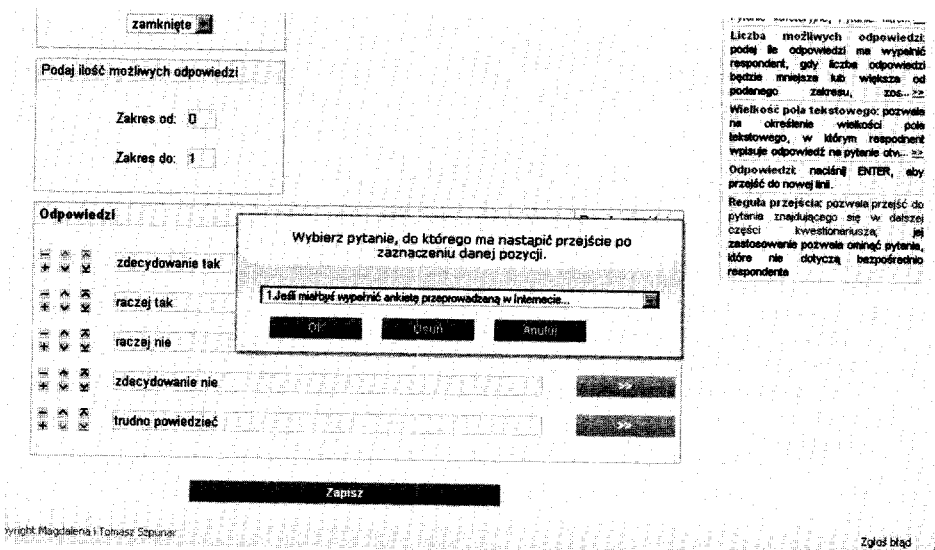 zamknięte
Podaj ilość możliwych odpowiedzi
Zakres od: 0
Zakres do: 1
Odpowiedzi
zdecydowanie tak
raczej tak
raczej nie
zdecydowanie nie
>>
trudno powiedzieć
>>
Wybierz pytanie, do którego ma nastąpić przejście po
zaznaczeniu danej pozycji.
1.Jeśli miałbyś wypełnić ankietę przeprowadzaną w Internecie...
OK
Usuń
Anuluj
Zapisz
Liczba możliwych odpowiedzi:
podaj ile odpowiedzi ma wypełnić
respondent, gdy liczba odpowiedzi
będzie mniejsza lub większa od
podanego zakresu, zos... >>
Wielkość pola tekstowego: pozwala
na określenie wielkości pola
tekstowego, w którym respodnent
wpisuje odpowiedź na pytanie otw... >>
Odpowiedzi: naciśnij ENTER, aby
przejść do nowej linii.
Reguła przejścia: pozwala przejść do
pytania znajdującego się w dalszej
części kwestionariusza; jej
zastosowanie pozwala ominąć pytania,
które nie dotyczą bezpośrednio
respondenta
yright Magdalena i Tomasz Szpunar
Zgłoś błąd